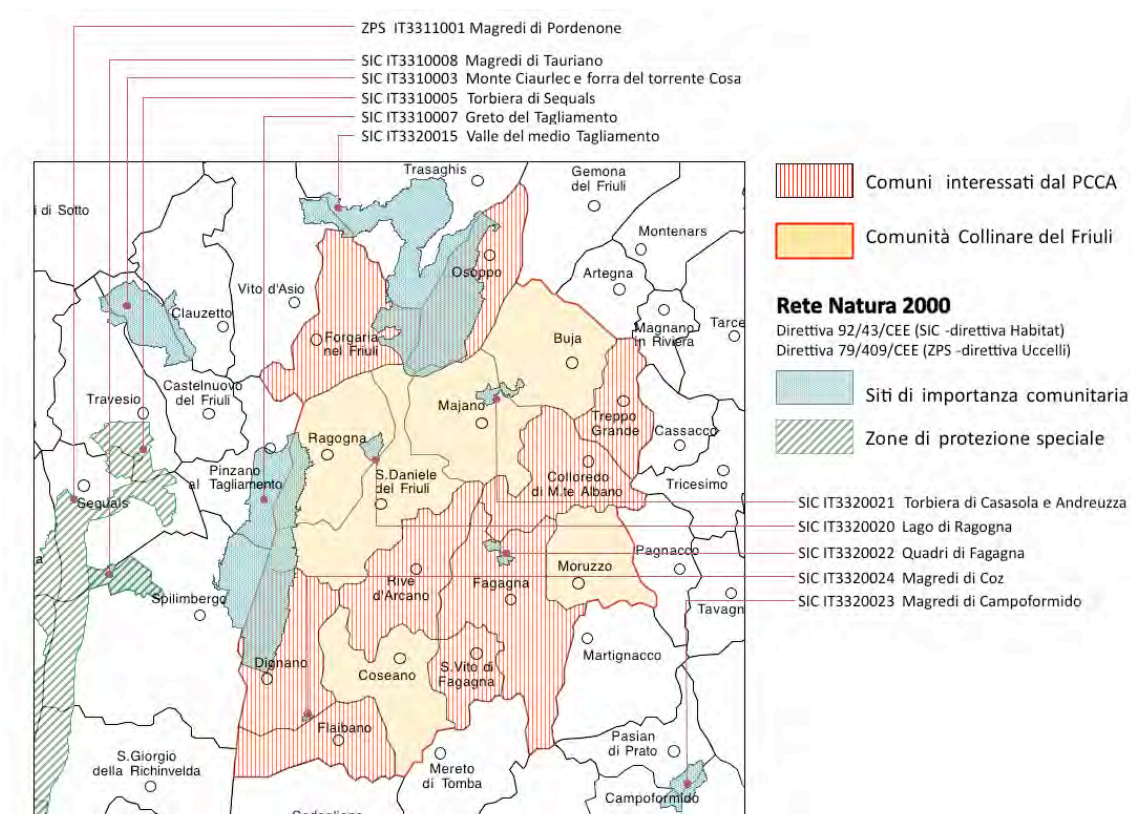 ZPS IT3311001 Magredi di Pordenone
SIC IT3310008 Magredi di Tauriano
SIC IT3310003 Monte Ciaurlec e forra del torrente Cosa
SIC IT3310005 Torbiera di Sequals
SIC IT3310007 Greto del Tagliamento
SIC IT3320015 Valle del medio Tagliamento
Trasaghis
Gemona
del Friuli
i di Sotto
Montenars
Osoppo
Artegna
Vito d'Asio
Clauzetto
Magnano
in Riviera
Tarce
Forgaria
nel Friuli
Buja
Castelnuovo
del Friuli
Travesio
Majano
Treppo
Grande
Cassacco
Ragogna
Pinzano
al Tagliamento
S.Daniele
del Friuli
Colloredo
di M.te Albano
Tricesimo
Sequals
a
Pagnacco
Moruzzo
Rive
d'Arcano
Fagagna
Spilimbergo
Tavagn
Martignacco
Dignano
Coseano
S.Vito di
Fagagna
Flaibano
Pasian
di Prato
S.Giorgio
della Richinvelda
Mereto
di Tomba
Campoformido
Comuni interessati dal PCCA
Comunità Collinare del Friuli
Rete Natura 2000
Direttiva 92/43/CEE (SIC -direttiva Habitat)
Direttiva 79/409/CEE (ZPS -direttiva Uccelli)
Siti di importanza comunitaria
Zone di protezione speciale
SIC IT3320021 Torbiera di Casasola e Andreuzza
SIC IT3320020 Lago di Ragogna
SIC IT3320022 Quadri di Fagagna
SIC IT3320024 Magredi di Coz
SIC IT3320023 Magredi di Campoformido